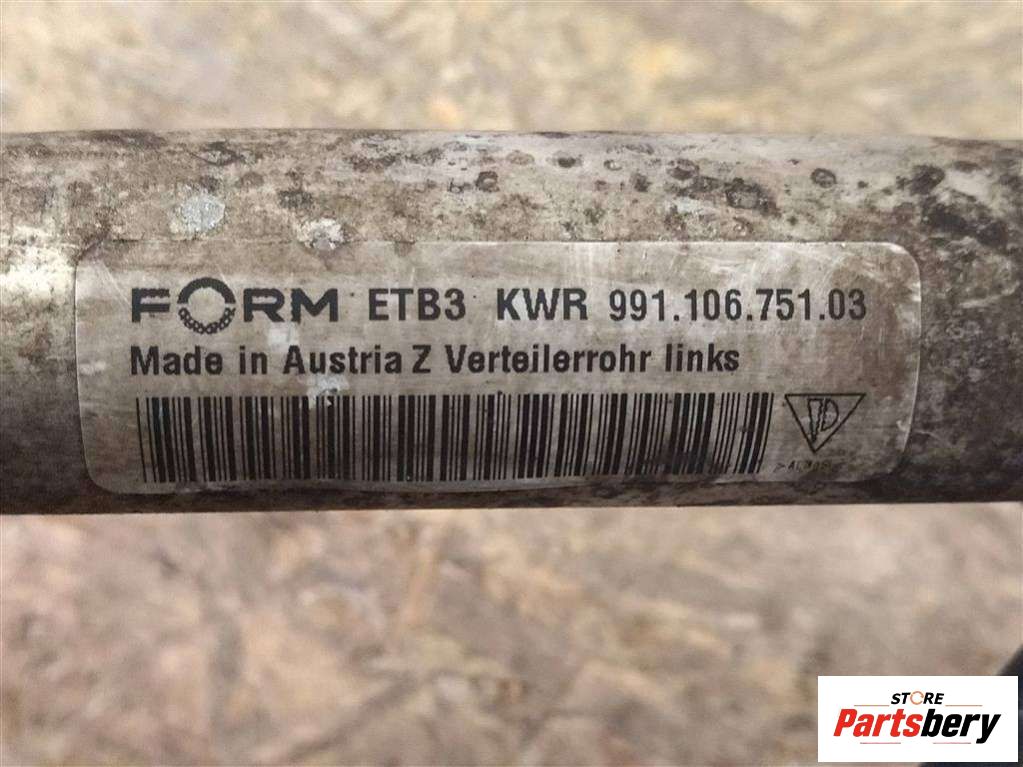 FORM ETB3 KWR 991.106.751.03
Made in Austria Z Verteilerrohr links
STORE
Partsbery